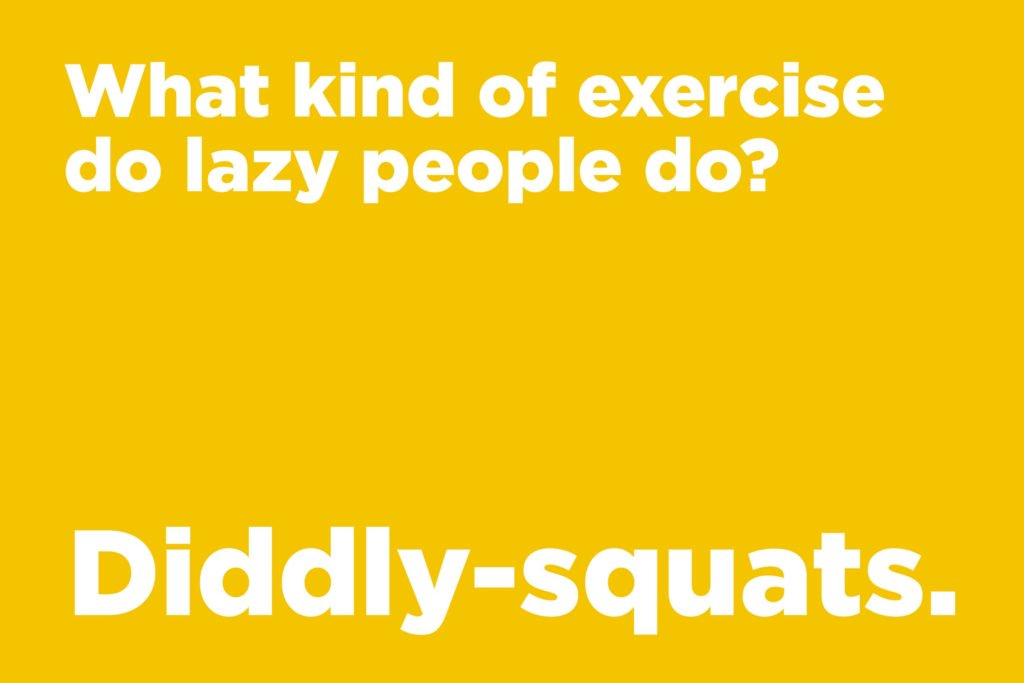 What kind of exercise
do lazy people do?
Diddly-squats.